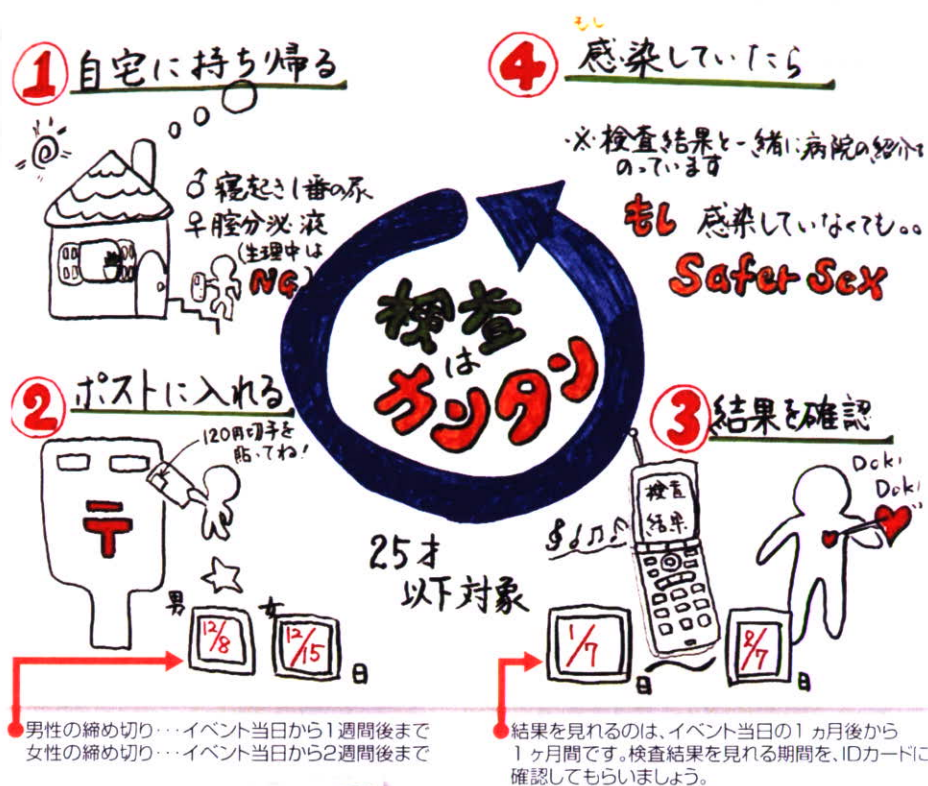 1 自宅に持ち帰る
♂寝起き1番の尿
♀膣分泌液
(生理中は
NG)
2 ポストに入れる
120円切手を
貼ってね!
〒
男
12/8
女
12/15
日
検査
は
カンタン
25才
以下対象
3 結果を確認
検査
結果
Doki
Doki
1/7
日
〜
2/7
日
4 もし
感染していたら
※検査結果と一緒に病院の紹介も
のっています
もし 感染していなくても。。
Safer Sex
男性の締め切り…イベント当日から1週間後まで
女性の締め切り…イベント当日から2週間後まで
結果を見れるのは、イベント当日の1ヵ月後から
1ヶ月間です。検査結果を見れる期間を、IDカードに
確認してもらいましょう。